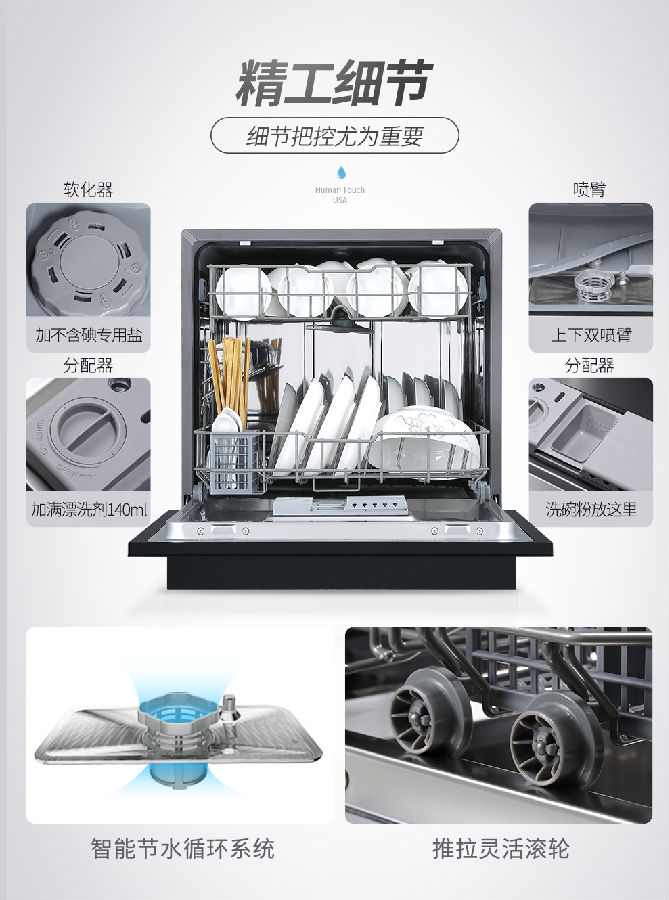 精工细节
细节把控尤为重要
Human Touch
USA
软化器
喷臂
加不含碘专用盐
上下双喷臂
分配器
分配器
加满漂洗剂140ml
洗碗粉放这里
智能节水循环系统
推拉灵活滚轮